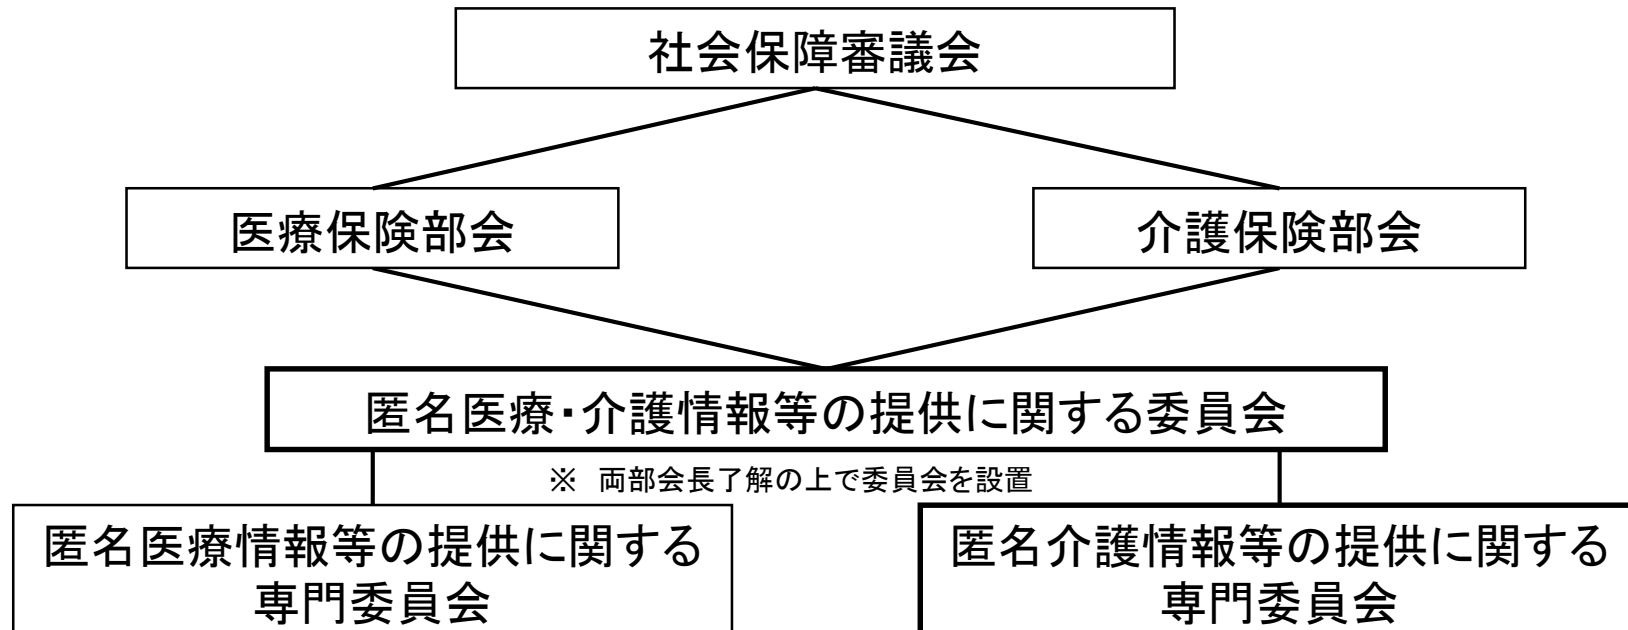 社会保障審議会
医療保険部会
介護保険部会
匿名医療・介護情報等の提供に関する委員会
※　両部会長了解の上で委員会を設置
匿名医療情報等の提供に関する
専門委員会
匿名介護情報等の提供に関する
専門委員会